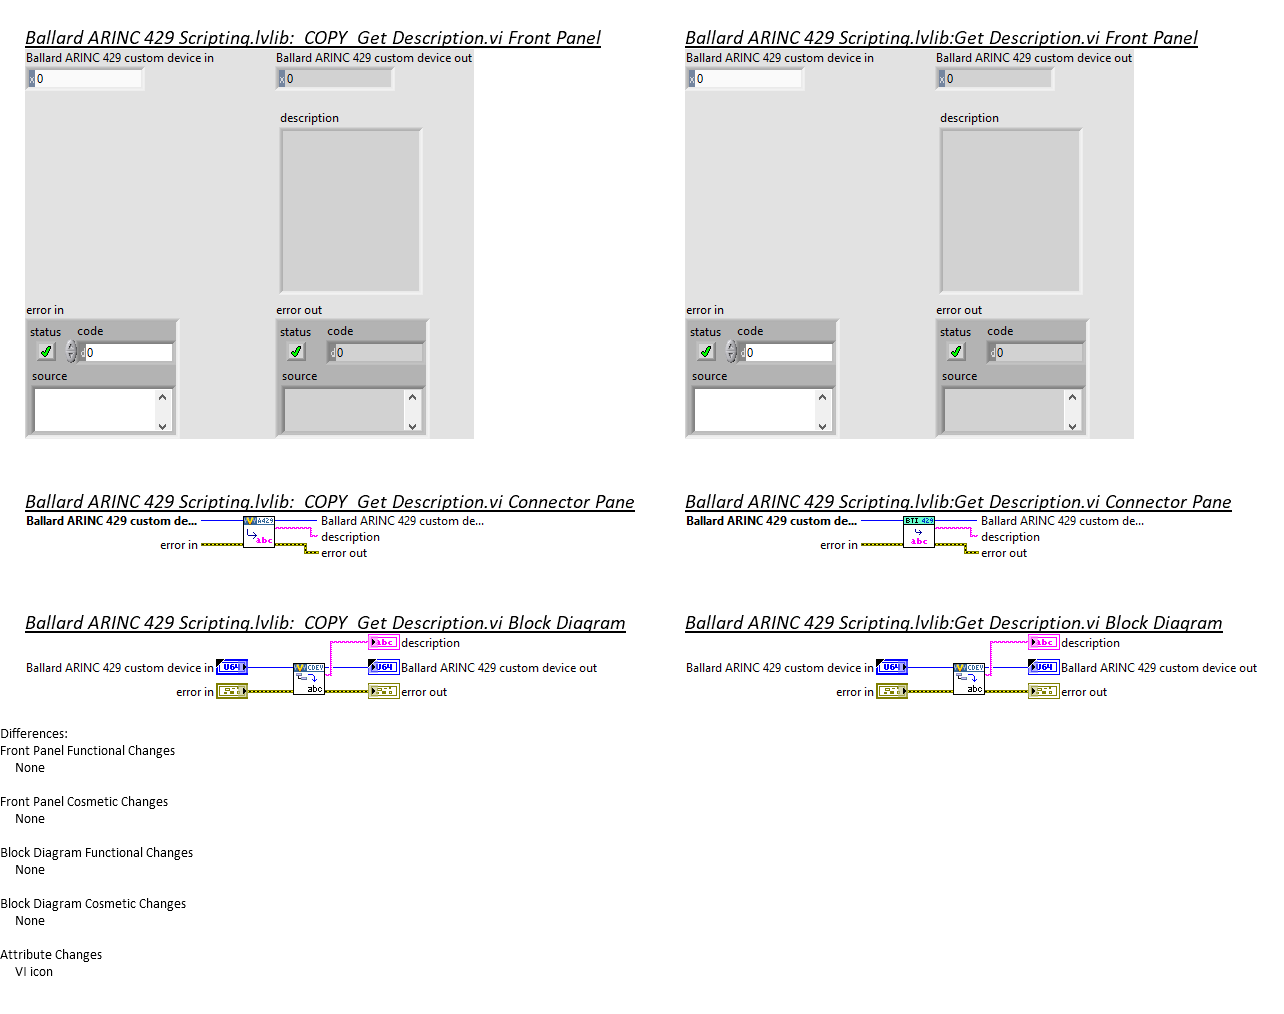 Ballard ARINC 429 Scripting.lvlib:_COPY_Get Description.vi Front Panel
Ballard ARINC 429 custom device in
Ballard ARINC 429 custom device out
x 0
x 0
description
error in
error out
status
code
status
code
d 0
d 0
source
source
Ballard ARINC 429 Scripting.lvlib:Get Description.vi Front Panel
Ballard ARINC 429 custom device in
Ballard ARINC 429 custom device out
x 0
x 0
description
error in
error out
status
code
status
code
d 0
d 0
source
source
Ballard ARINC 429 Scripting.lvlib:_COPY_Get Description.vi Connector Pane
Ballard ARINC 429 custom de...
A429
abc
Ballard ARINC 429 custom de...
description
error in
error out
Ballard ARINC 429 Scripting.lvlib:Get Description.vi Connector Pane
Ballard ARINC 429 custom de...
BTI 429
abc
Ballard ARINC 429 custom de...
description
error in
error out
Ballard ARINC 429 Scripting.lvlib:_COPY_Get Description.vi Block Diagram
abc
description
Ballard ARINC 429 custom device in
U64
CDEV
abc
U64
Ballard ARINC 429 custom device out
error in
error out
Ballard ARINC 429 Scripting.lvlib:Get Description.vi Block Diagram
abc
description
Ballard ARINC 429 custom device in
U64
CDEV
abc
U64
Ballard ARINC 429 custom device out
error in
error out
Differences:
Front Panel Functional Changes
None
Front Panel Cosmetic Changes
None
Block Diagram Functional Changes
None
Block Diagram Cosmetic Changes
None
Attribute Changes
VI icon